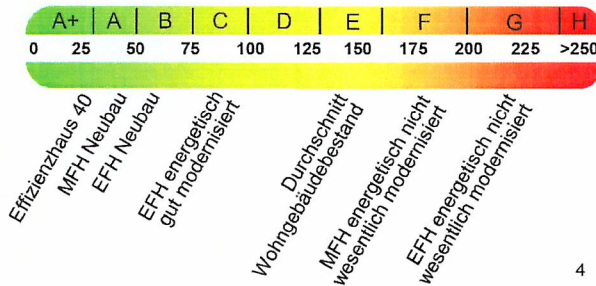 A+ A B C D E F G H
0 25 50 75 100 125 150 175 200 225 >250
Effizienzhaus 40
MFH Neubau
EFH Neubau
EFH energetisch
gut modernisiert
Durchschnitt
Wohngebäudebestand
MFH energetisch nicht
wesentlich modernisiert
EFH energetisch nicht
wesentlich modernisiert
4